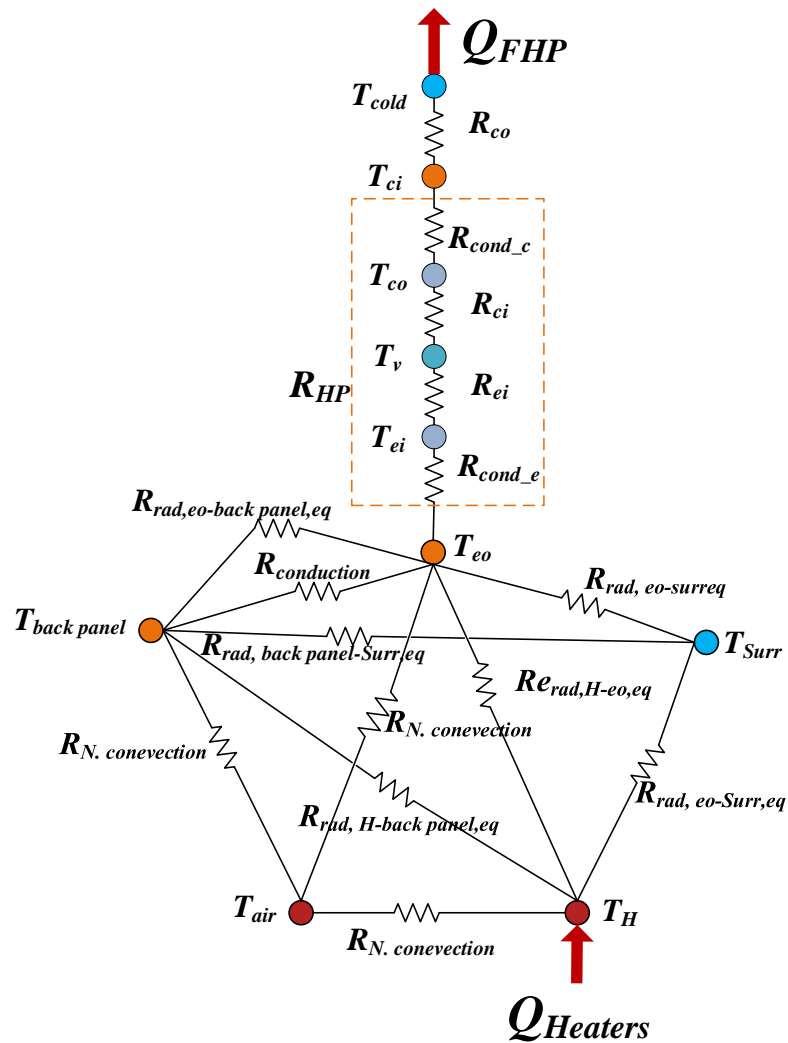 Q_FHP
T_cold
R_co
T_ci
R_cond_c
T_co
R_ci
T_v
R_HP
R_ei
T_ei
R_cond_e
R_rad,eo-back panel,eq
T_eo
R_conduction
R_rad, eo-surreq
T_back panel
R_rad, back panel-Surr,eq
T_Surr
Re_rad,H-eo,eq
R_N. conevection
R_N. conevection
R_rad, eo-Surr,eq
R_rad, H-back panel,eq
T_air
T_H
R_N. conevection
Q_Heaters